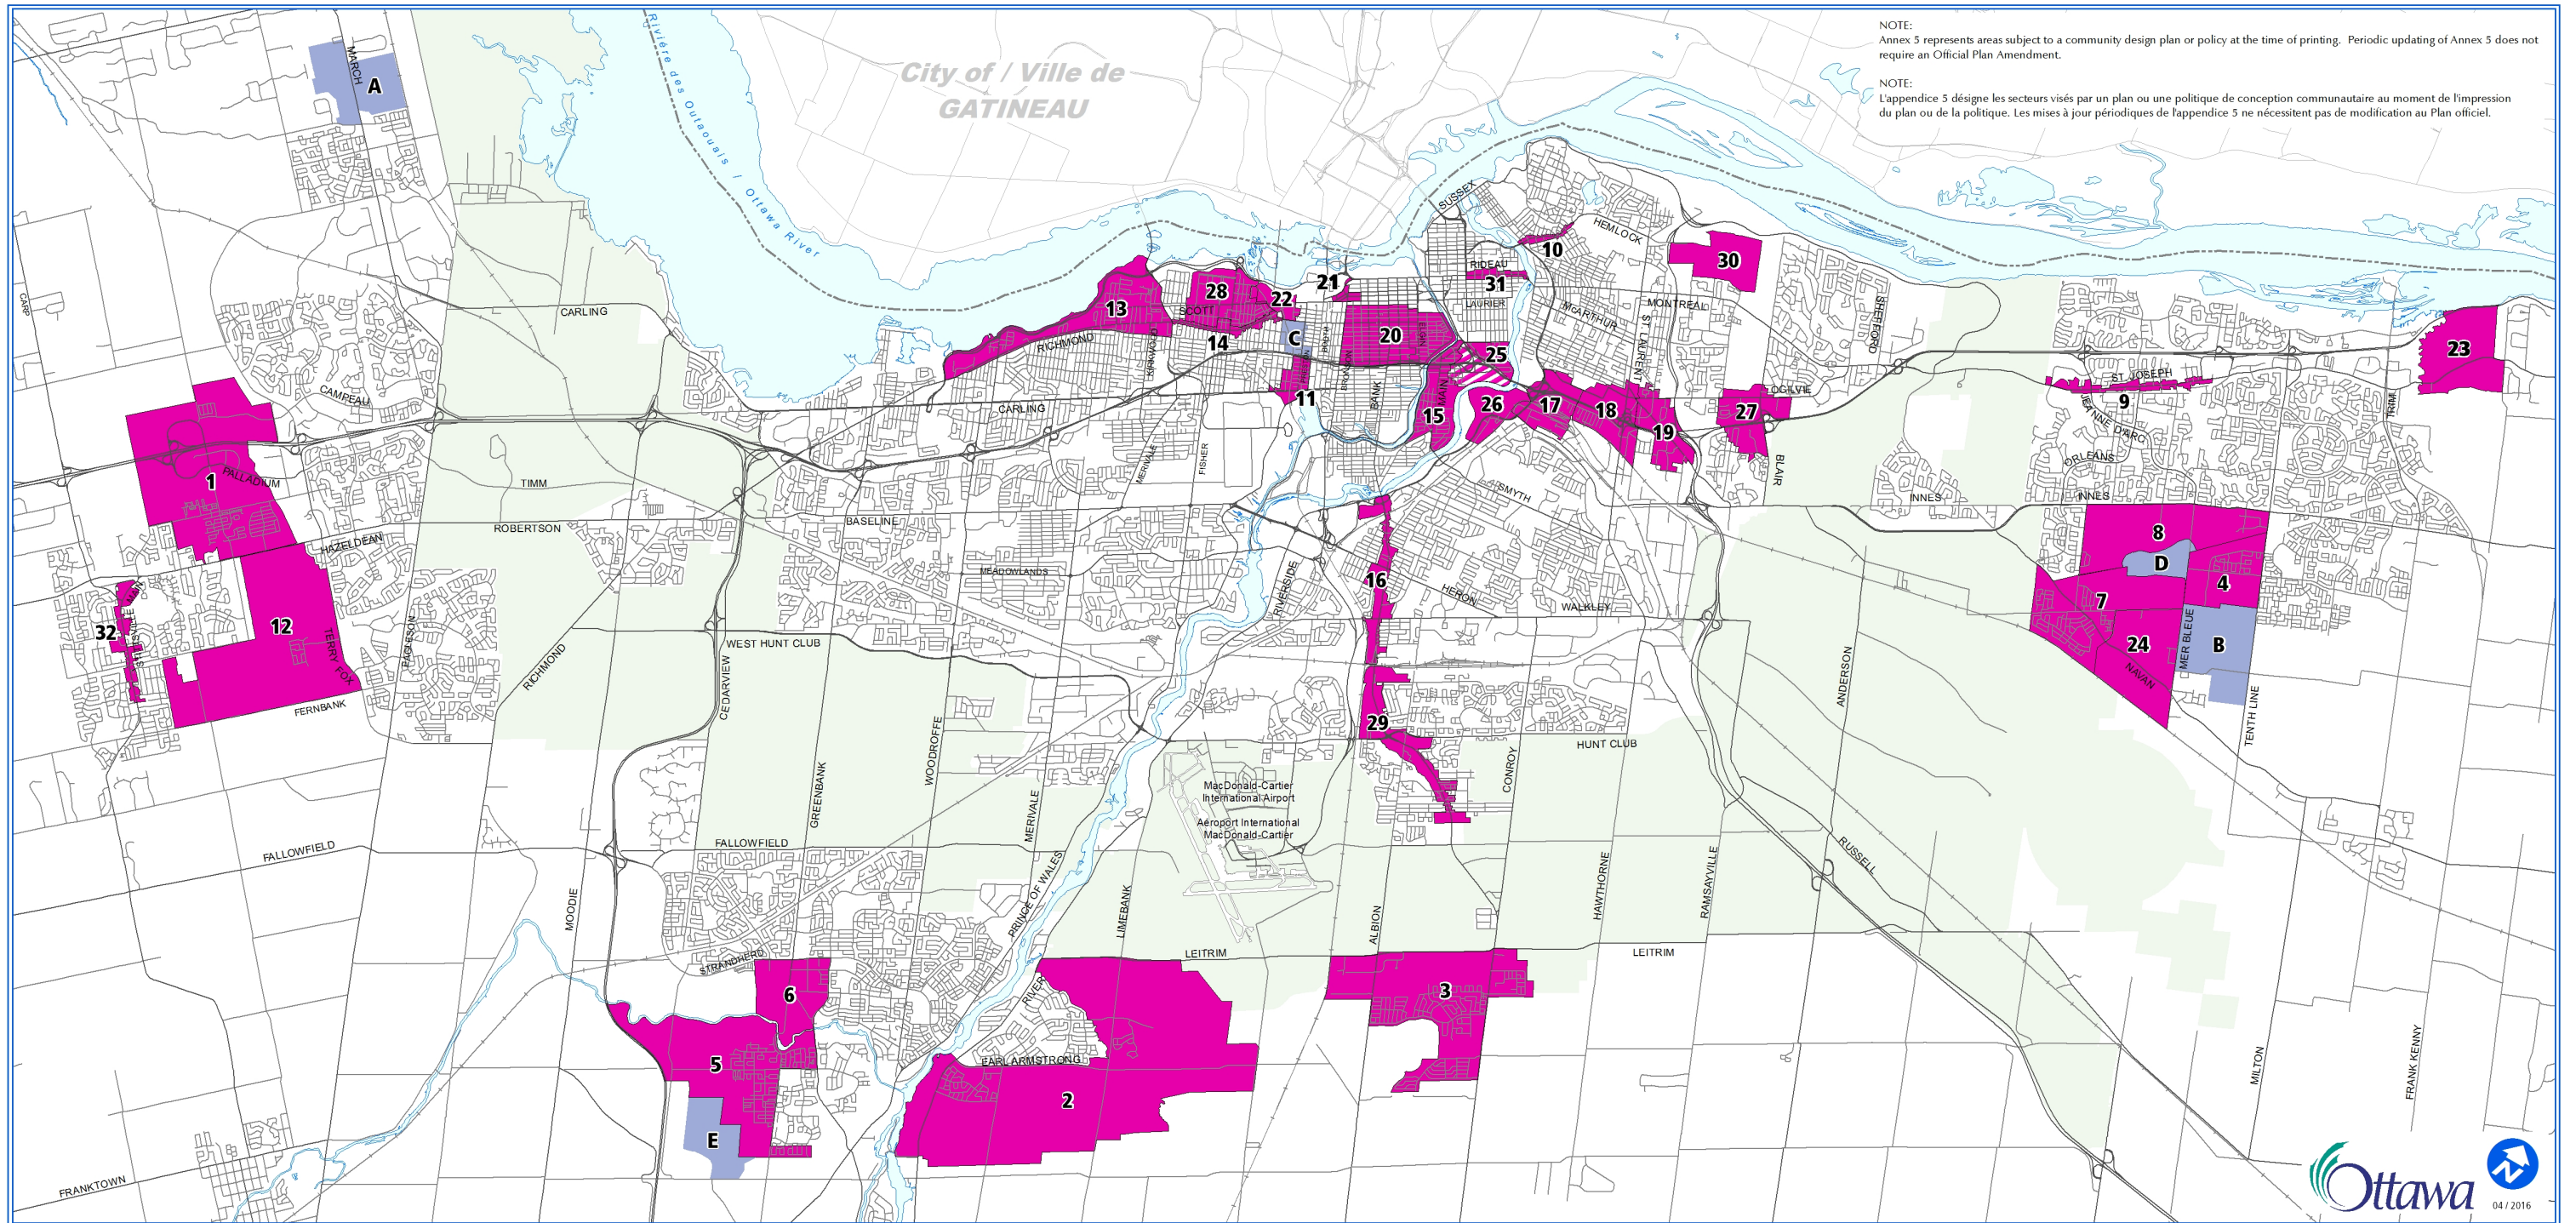 NOTE:
Annex 5 represents areas subject to a community design plan or policy at the time of printing.  Periodic updating of Annex 5 does not
require an Official Plan Amendment.
NOTE:
L'appendice 5 désigne les secteurs visés par un plan ou une politique de conception communautaire au moment de l'impression
du plan ou de la politique. Les mises à jour périodiques de l'appendice 5 ne nécessitent pas de modification au Plan officiel.
City of / Ville de
GATINEAU
Rivière des Outaouais / Ottawa River
MARCH
A
SUSSEX
HEMLOCK
10
30
RIDEAU
31
LAURIER
MONTREAL
MCARTHUR
ST. LAURENT
SHEFFORD
CARP
CARLING
13
28
SCOTT
22
21
C
14
20
ELGIN
BOOTH
PRESTON
BRONSON
RICHMOND
KIRKWOOD
25
23
CAMPEAU
CARLING
11
BANK
MAIN
15
26
17
18
19
27
OGILVIE
ST. JOSEPH
9
JEANNE D'ARC
TRIM
1
PALLADIUM
TIMM
MERIVALE
FISHER
BLAIR
ORLEANS
SMYTH
INNES
INNES
ROBERTSON
BASELINE
HAZELDEAN
MEADOWLANDS
RIVERSIDE
16
HERON
WALKLEY
8
D
4
7
24
MER BLEUE
B
NAVAN
TENTH LINE
32
MAIN
STITTSVILLE
12
TERRY FOX
EAGLESON
FERNBANK
RICHMOND
WEST HUNT CLUB
CEDARVIEW
GREENBANK
WOODROFFE
MERIVALE
29
HUNT CLUB
CONROY
ANDERSON
MacDonald-Cartier
International Airport
Aéroport International
MacDonald-Cartier
FALLOWFIELD
FALLOWFIELD
MOODIE
PRINCE OF WALES
LIMEBANK
ALBION
HAWTHORNE
RAMSAYVILLE
RUSSELL
STRANDHERD
LEITRIM
LEITRIM
6
RIVER
3
5
EARL ARMSTRONG
2
E
FRANKTOWN
MILTON
FRANK KENNY
Ottawa
N
04 / 2016